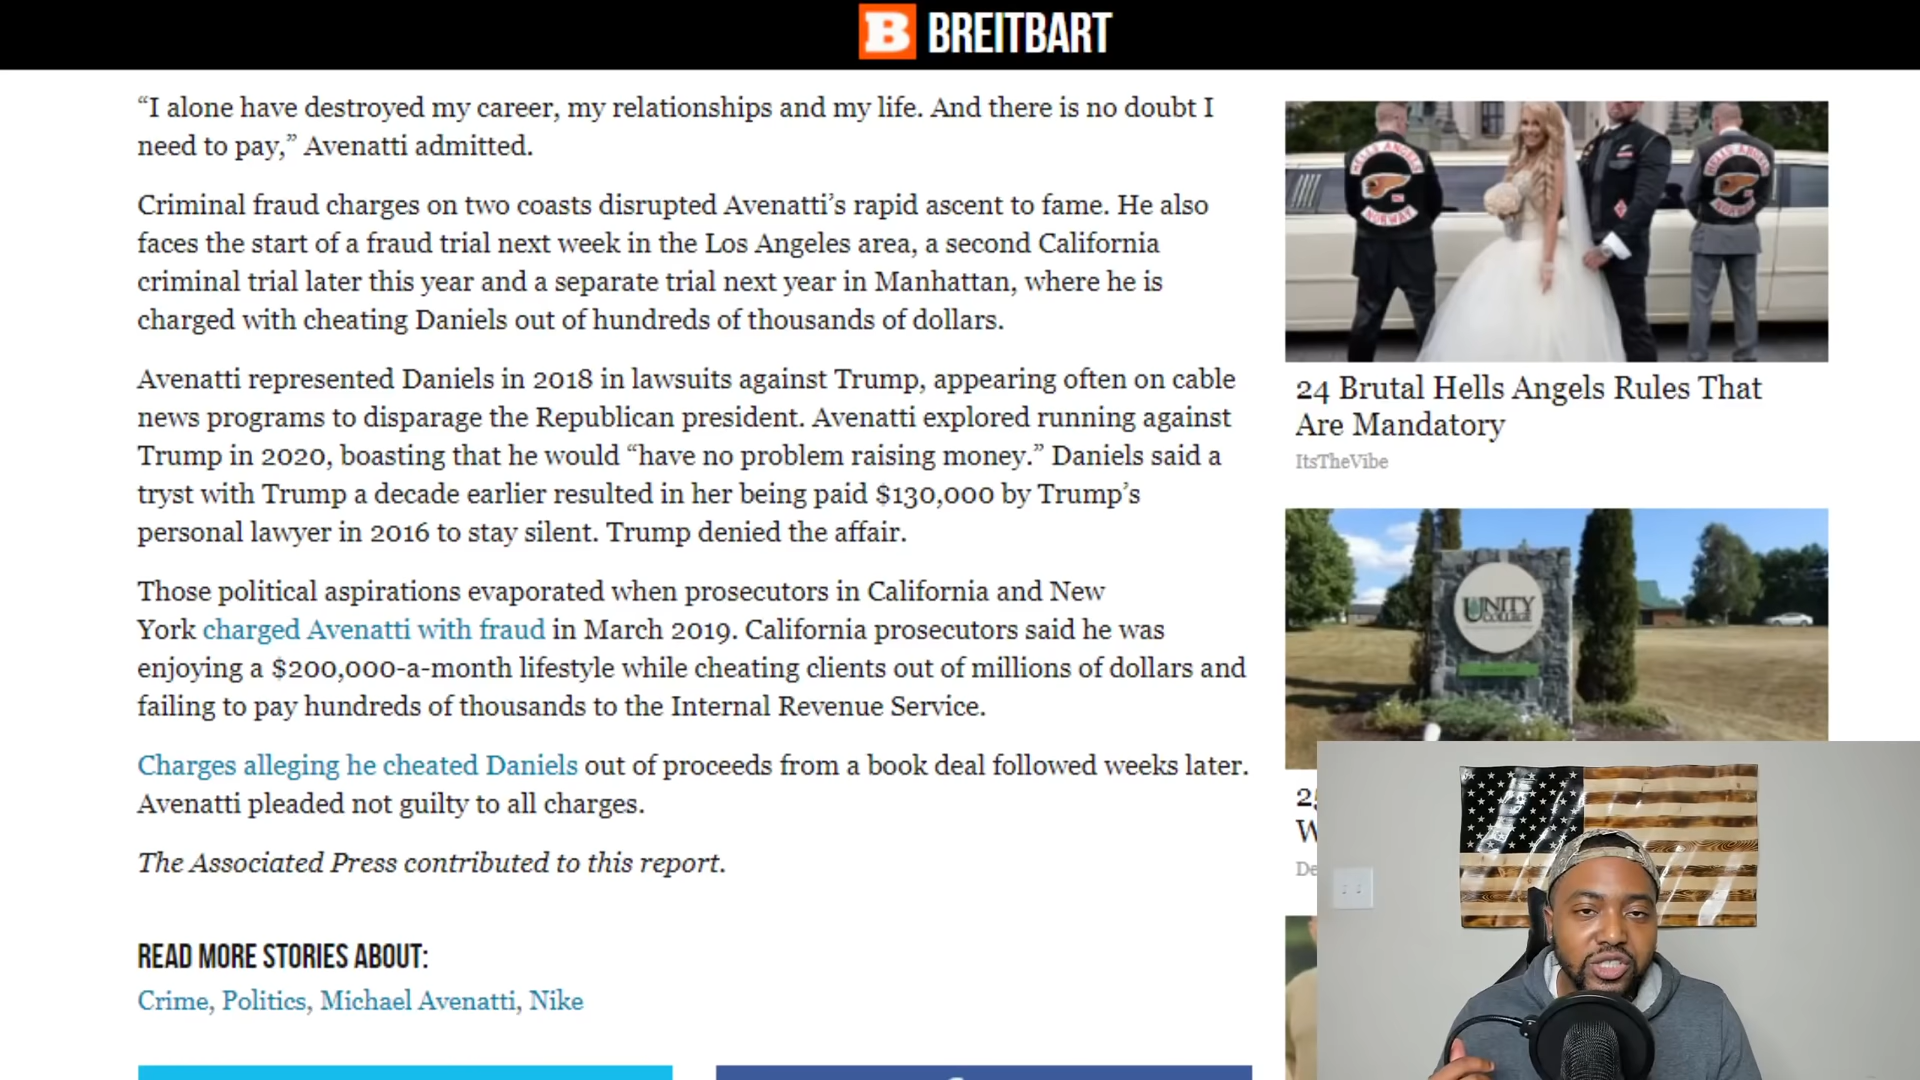 B BREITBART
“I alone have destroyed my career, my relationships and my life. And there is no doubt I
need to pay,” Avenatti admitted.
Criminal fraud charges on two coasts disrupted Avenatti’s rapid ascent to fame. He also
faces the start of a fraud trial next week in the Los Angeles area, a second California
criminal trial later this year and a separate trial next year in Manhattan, where he is
charged with cheating Daniels out of hundreds of thousands of dollars.
Avenatti represented Daniels in 2018 in lawsuits against Trump, appearing often on cable
news programs to disparage the Republican president. Avenatti explored running against
Trump in 2020, boasting that he would “have no problem raising money.” Daniels said a
tryst with Trump a decade earlier resulted in her being paid $130,000 by Trump’s
personal lawyer in 2016 to stay silent. Trump denied the affair.
Those political aspirations evaporated when prosecutors in California and New
York charged Avenatti with fraud in March 2019. California prosecutors said he was
enjoying a $200,000-a-month lifestyle while cheating clients out of millions of dollars and
failing to pay hundreds of thousands to the Internal Revenue Service.
Charges alleging he cheated Daniels out of proceeds from a book deal followed weeks later.
Avenatti pleaded not guilty to all charges.
The Associated Press contributed to this report.
READ MORE STORIES ABOUT:
Crime, Politics, Michael Avenatti, Nike
HELLS ANGELS
NORWAY
HELLS ANGELS
NORWAY
24 Brutal Hells Angels Rules That
Are Mandatory
ItsTheVibe
UNITY
COLLEGE
W
De